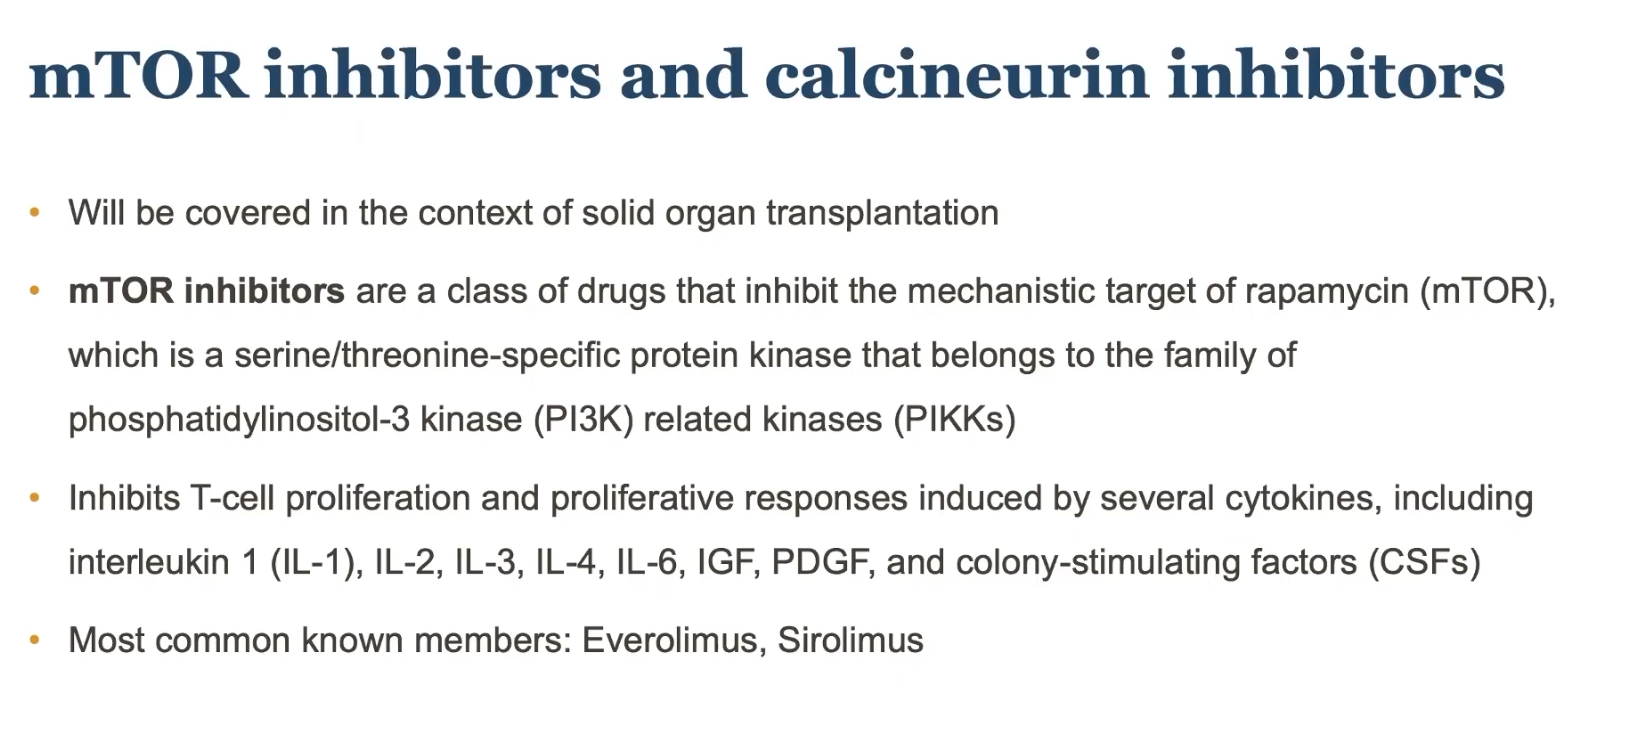 mTOR inhibitors and calcineurin inhibitors
• Will be covered in the context of solid organ transplantation
• mTOR inhibitors are a class of drugs that inhibit the mechanistic target of rapamycin (mTOR),
which is a serine/threonine-specific protein kinase that belongs to the family of
phosphatidylinositol-3 kinase (PI3K) related kinases (PIKKs)
• Inhibits T-cell proliferation and proliferative responses induced by several cytokines, including
interleukin 1 (IL-1), IL-2, IL-3, IL-4, IL-6, IGF, PDGF, and colony-stimulating factors (CSFs)
• Most common known members: Everolimus, Sirolimus